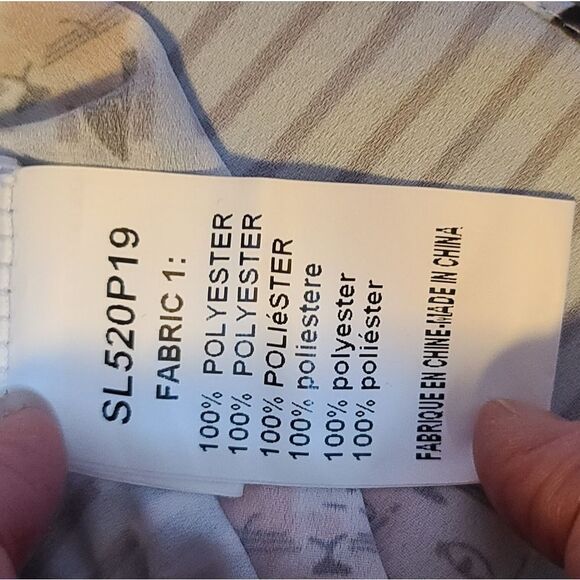 SL520P19
FABRIC 1:
100% POLYESTER
100% POLYESTER
100% POLIéSTER
100% poliestere
100% polyester
100% poliéster
FABRIQUE EN CHINE-MADE IN CHINA